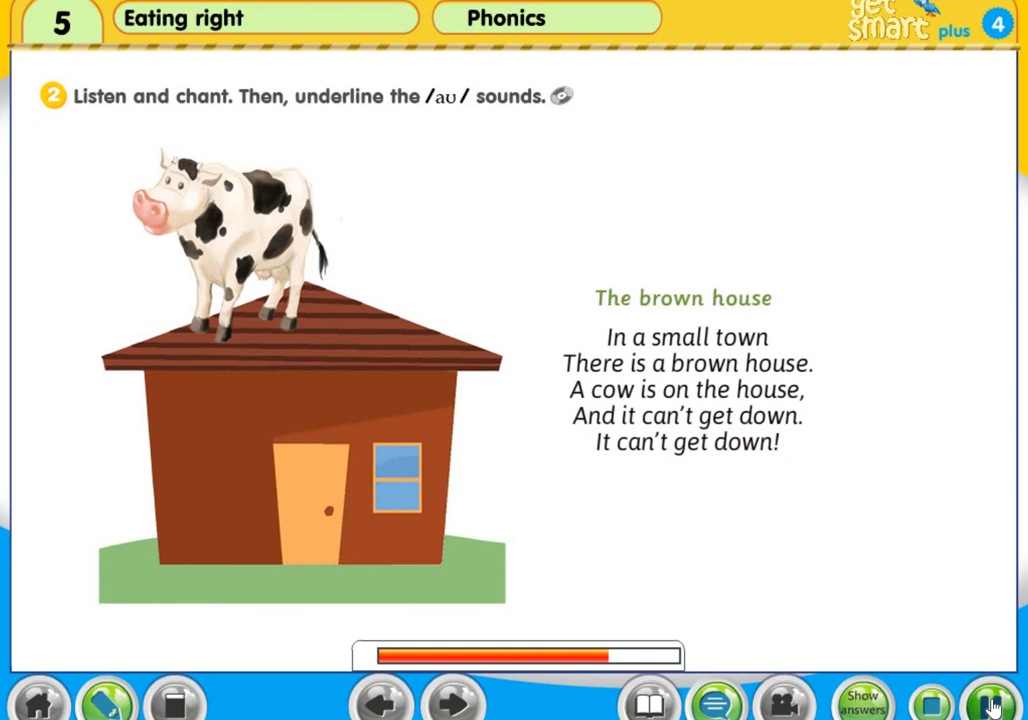 5 Eating right Phonics get smart plus 4
2 Listen and chant. Then, underline the /aʊ/ sounds.
The brown house
In a small town
There is a brown house.
A cow is on the house,
And it can't get down.
It can't get down!
Show answers